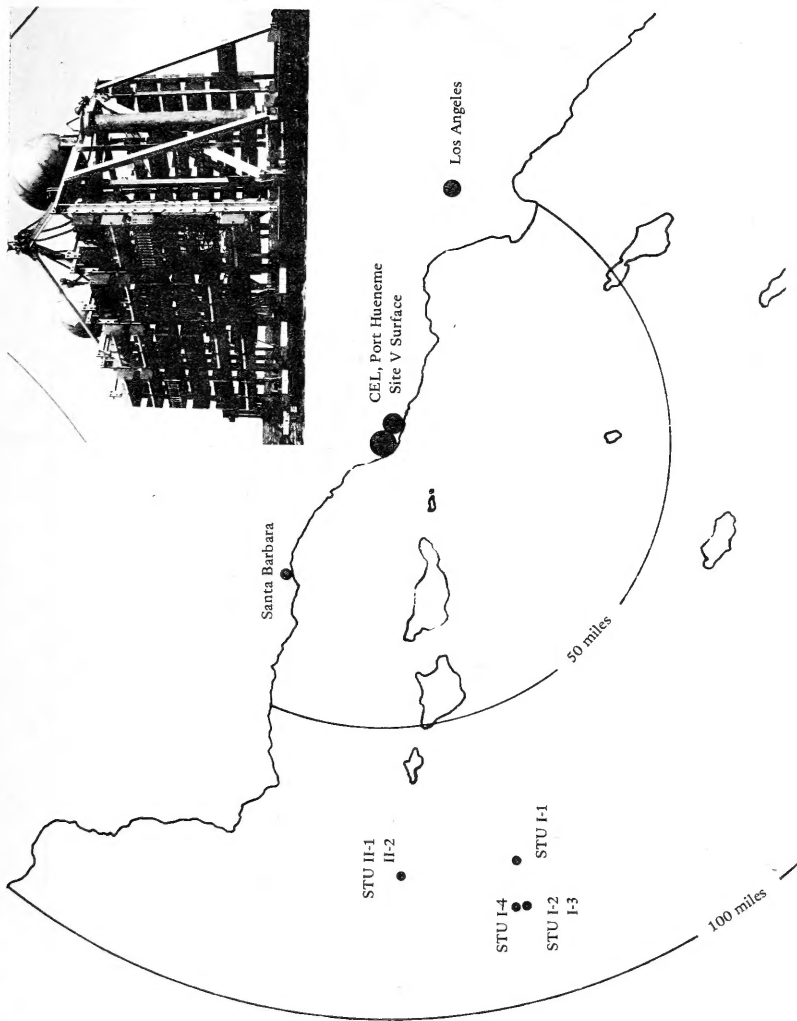 Los Angeles
CEL, Port Hueneme
Site V Surface
Santa Barbara
50 miles
STU II-1
II-2
STU I-1
STU I-4
STU I-2
I-3
100 miles